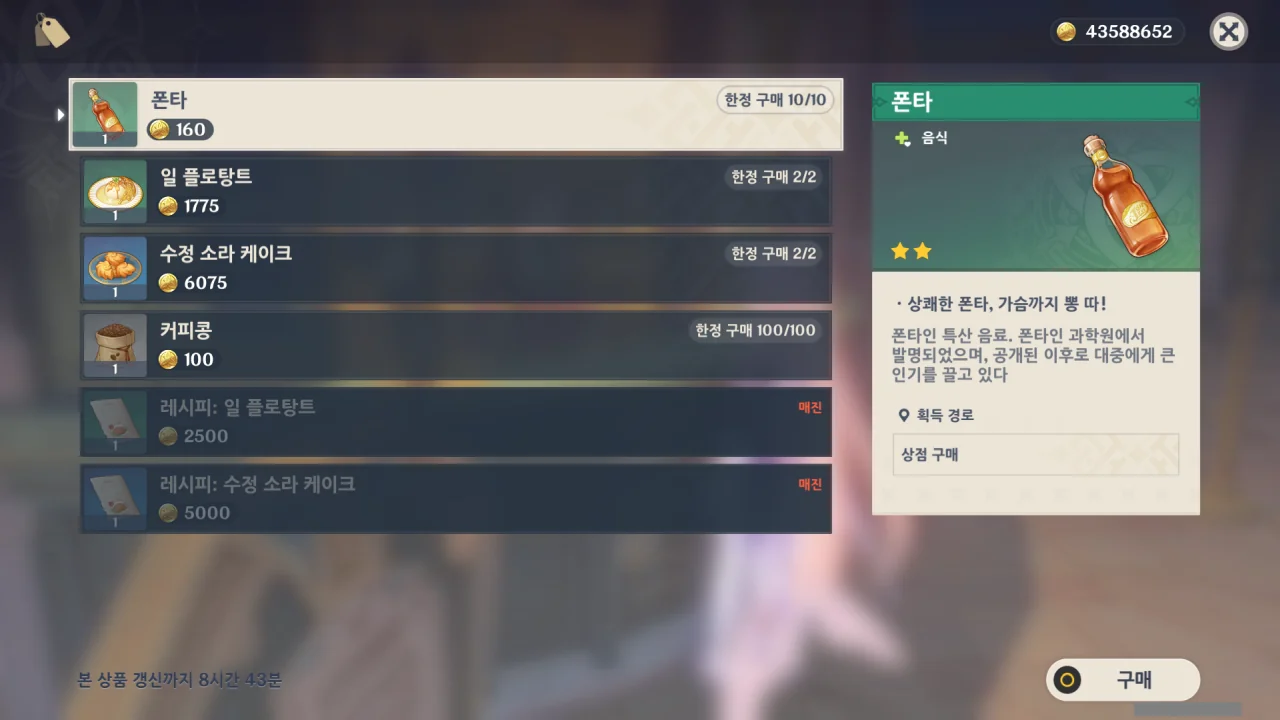 43588652
폰타
한정 구매 10/10
160
1
일 플로탕트
한정 구매 2/2
1775
1
수정 소라 케이크
한정 구매 2/2
6075
1
커피콩
한정 구매 100/100
100
1
레시피: 일 플로탕트
매진
2500
1
레시피: 수정 소라 케이크
매진
5000
1
본 상품 갱신까지 8시간 43분
폰타
음식
· 상쾌한 폰타, 가슴까지 뽕 따!
폰타인 특산 음료. 폰타인 과학원에서
발명되었으며, 공개된 이후로 대중에게 큰
인기를 끌고 있다
획득 경로
상점 구매
구매